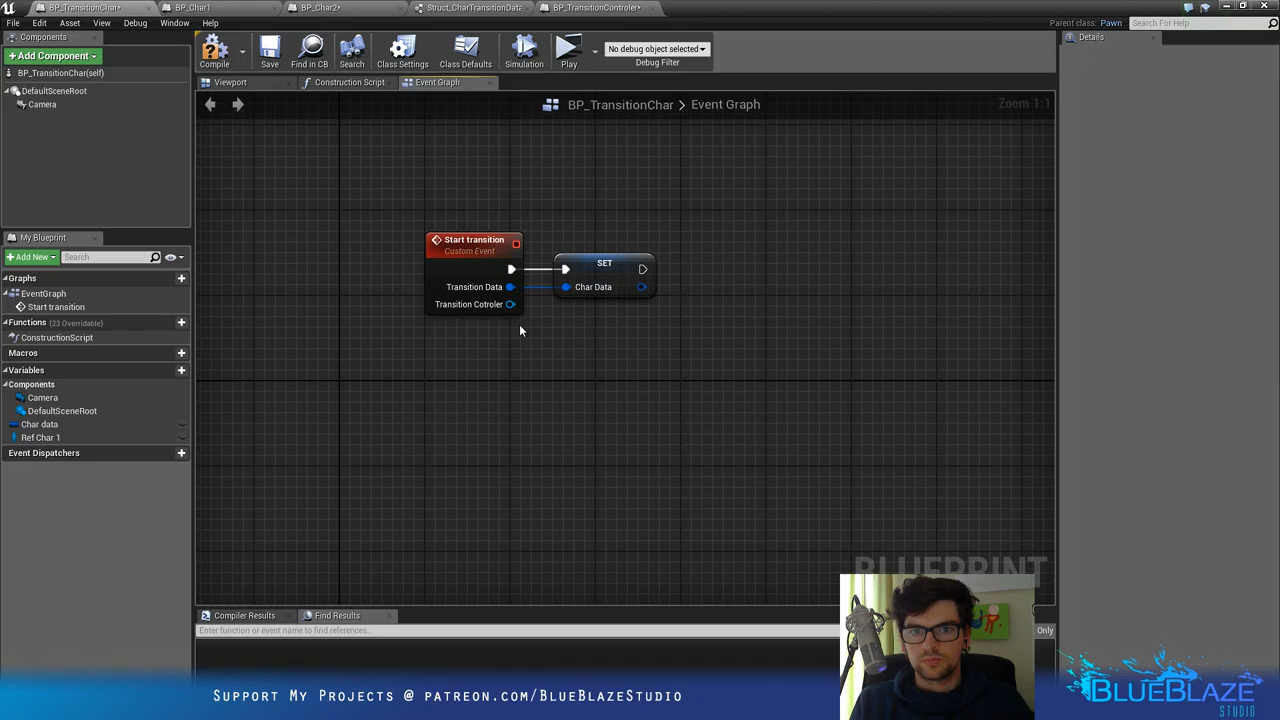 BP_TransitionChar*
BP_Char1
BP_Char2*
Struct_CharTransitionDate
BP_TransitionControler*
File
Edit
Asset
View
Debug
Window
Help
Parent class: Pawn
Search For Help
Components
+Add Component
BP_TransitionChar(self)
DefaultSceneRoot
Camera
Compile
Save
Find in CB
Search
Class Settings
Class Defaults
Simulation
Play
No debug object selected
Debug Filter
Details
Viewport
Construction Script
Event Graph
BP_TransitionChar > Event Graph
Zoom 1:1
Start transition
Custom Event
Transition Data
Transition Cotroler
SET
Char Data
My Blueprint
+Add New
Search
Graphs
EventGraph
Start transition
Functions (23 Overridable)
ConstructionScript
Macros
Variables
Components
Camera
DefaultSceneRoot
Char data
Ref Char 1
Event Dispatchers
BLUEPRINT
Compiler Results
Find Results
Enter function or event name to find references...
Only
Support My Projects @ patreon.com/BlueBlazeStudio
BlueBlaze
Studio